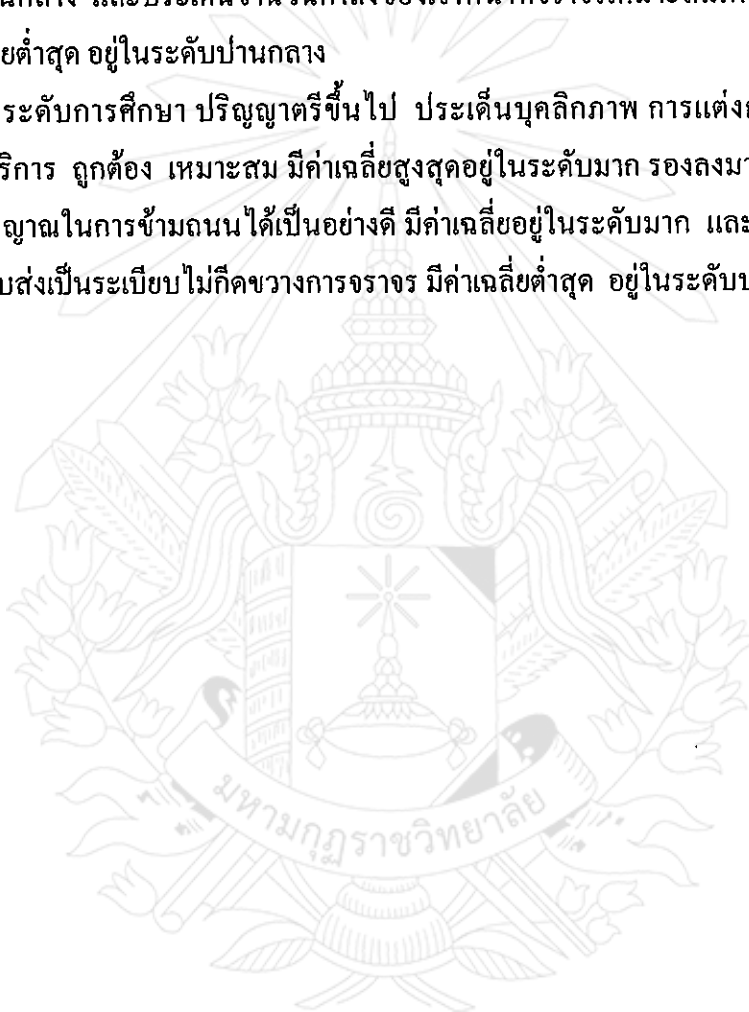 และประเด็น
ยต่ำสุด อยู่ในระดับปานกลาง
ระดับการศึกษา ปริญญาตรีขึ้นไป ประเด็นบุคลิกภาพ การแต่ง
ริการ ถูกต้อง เหมาะสม มีค่าเฉลี่ยสูงสุดอยู่ในระดับมาก รองลงมา
ญาณในการข้ามถนนได้เป็นอย่างดี มีค่าเฉลี่ยอยู่ในระดับมาก และ
บส่งเป็นระเบียบไม่กีดขวางการจราจร มีค่าเฉลี่ยต่ำสุด อยู่ในระดับ
มหามกุฏราชวิทยาลัย